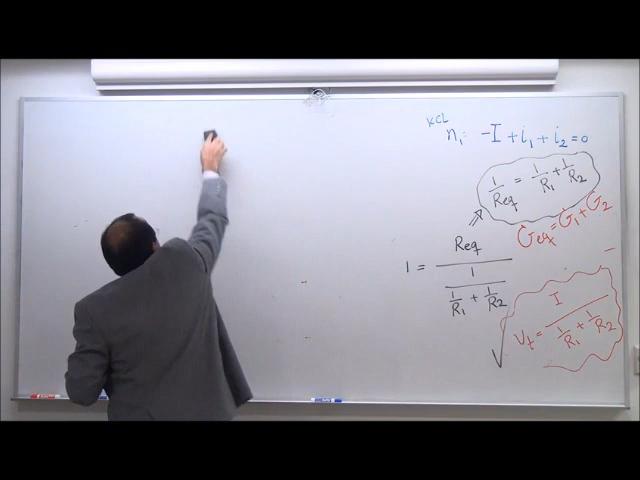 KCL
n₁ = -I + i₁ + i₂ = 0
1/Req = 1/R₁ + 1/R₂
Geq = G₁ + G₂
1 = Req / (1 / (1/R₁ + 1/R₂))
Vt = I / (1/R₁ + 1/R₂)